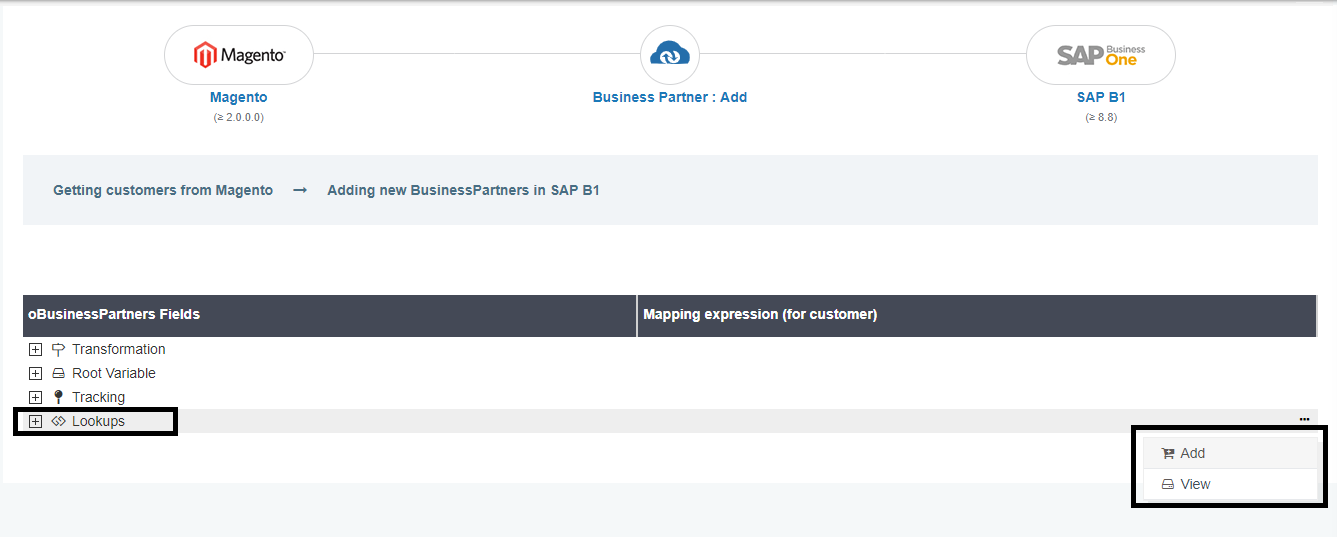 Magento
SAP Business One
Magento
Business Partner : Add
SAP B1
(≥ 2.0.0.0)
(≥ 8.8)
Getting customers from Magento → Adding new BusinessPartners in SAP B1
oBusinessPartners Fields
Mapping expression (for customer)
Transformation
Root Variable
Tracking
Lookups
Add
View